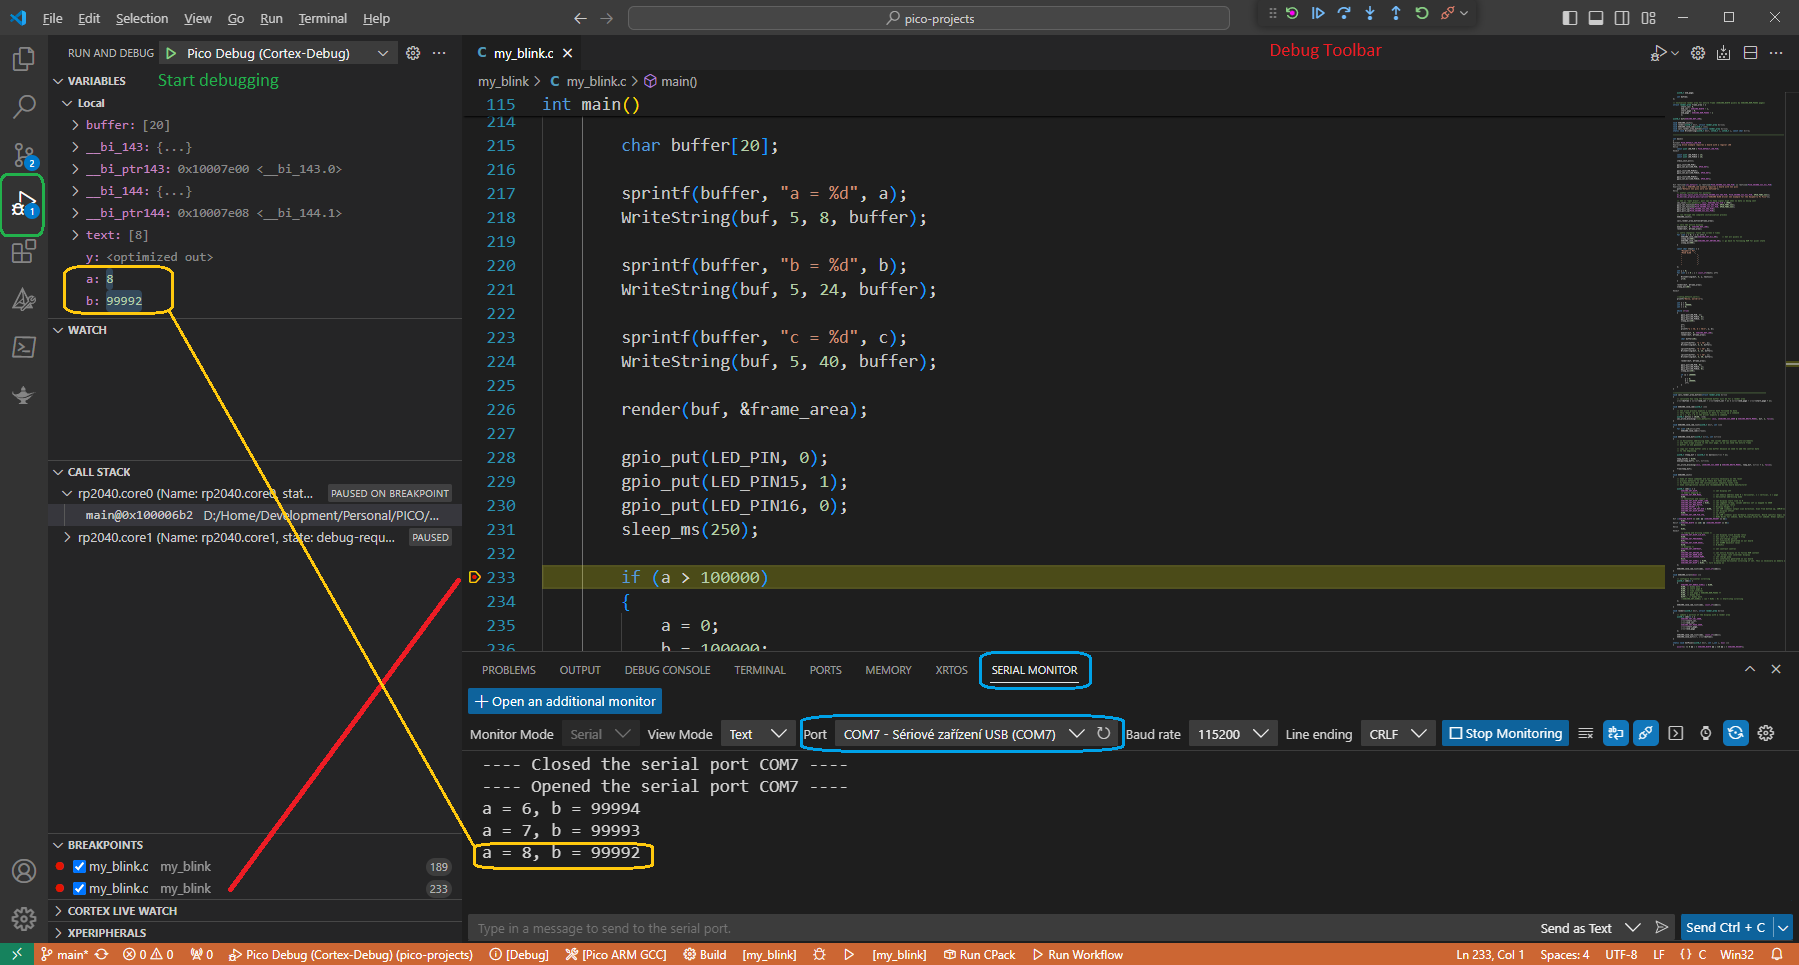 File Edit Selection View Go Run Terminal Help
pico-projects
RUN AND DEBUG Pico Debug (Cortex-Debug)
my_blink.c
Debug Toolbar
VARIABLES
Start debugging
my_blink > C my_blink.c > main()
Local
115 int main()
buffer: [20]
__bi_143: {...}
__bi_ptr143: 0x10007e00 <__bi_143.0>
__bi_144: {...}
__bi_ptr144: 0x10007e08 <__bi_144.1>
text: [8]
y: <optimized out>
a: 8
b: 99992
WATCH
CALL STACK
rp2040.core0 (Name: rp2040.core0, stat... PAUSED ON BREAKPOINT
main@0x100006b2 D:/Home/Development/Personal/PICO/...
rp2040.core1 (Name: rp2040.core1, state: debug-requ... PAUSED
2
1
214
215 char buffer[20];
216
217 sprintf(buffer, "a = %d", a);
218 WriteString(buf, 5, 8, buffer);
219
220 sprintf(buffer, "b = %d", b);
221 WriteString(buf, 5, 24, buffer);
222
223 sprintf(buffer, "c = %d", c);
224 WriteString(buf, 5, 40, buffer);
225
226 render(buf, &frame_area);
227
228 gpio_put(LED_PIN, 0);
229 gpio_put(LED_PIN15, 1);
230 gpio_put(LED_PIN16, 0);
231 sleep_ms(250);
232
233 if (a > 100000)
234 {
235 a = 0;
236 b = 100000;
PROBLEMS OUTPUT DEBUG CONSOLE TERMINAL PORTS MEMORY XRTOS SERIAL MONITOR
Open an additional monitor
Monitor Mode Serial View Mode Text Port COM7 - Sériové zařízení USB (COM7) Baud rate 115200 Line ending CRLF Stop Monitoring
---- Closed the serial port COM7 ----
---- Opened the serial port COM7 ----
a = 6, b = 99994
a = 7, b = 99993
a = 8, b = 99992
BREAKPOINTS
my_blink.c my_blink 189
my_blink.c my_blink 233
CORTEX LIVE WATCH
XPERIPHERALS
Type in a message to send to the serial port. Send as Text Send Ctrl + C
main* 0 0 0 Pico Debug (Cortex-Debug) (pico-projects) [Debug] [Pico ARM GCC] Build [my_blink] [my_blink] Run CPack Run Workflow Ln 233, Col 1 Spaces: 4 UTF-8 LF {} C Win32